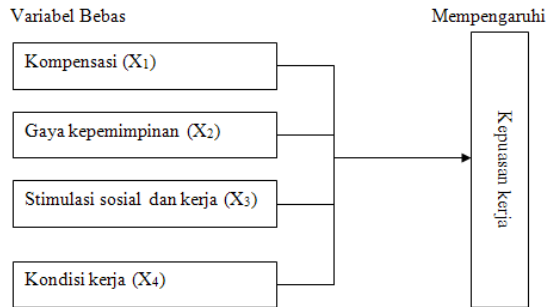 Variabel Bebas
Mempengaruhi
Kompensasi (X₁)
Gaya kepemimpinan (X₂)
Stimulasi sosial dan kerja (X₃)
Kondisi kerja (X₄)
Kepuasan kerja